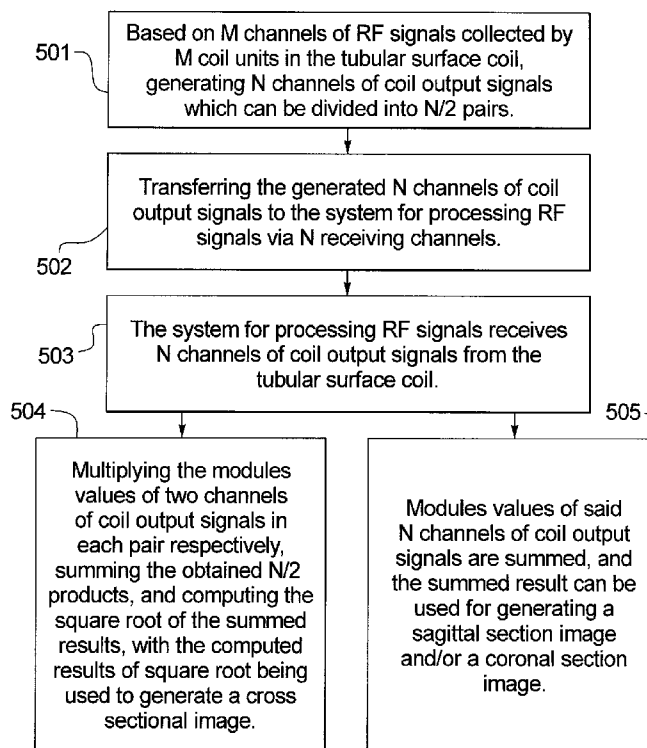 501
Based on M channels of RF signals collected by
M coil units in the tubular surface coil,
generating N channels of coil output signals
which can be divided into N/2 pairs.
502
Transferring the generated N channels of coil
output signals to the system for processing RF
signals via N receiving channels.
503
The system for processing RF signals receives
N channels of coil output signals from the
tubular surface coil.
504
Multiplying the modules
values of two channels
of coil output signals in
each pair respectively,
summing the obtained N/2
products, and computing the
square root of the summed
results, with the computed
results of square root being
used to generate a cross
sectional image.
505
Modules values of said
N channels of coil output
signals are summed, and
the summed result can be
used for generating a
sagittal section image
and/or a coronal section
image.